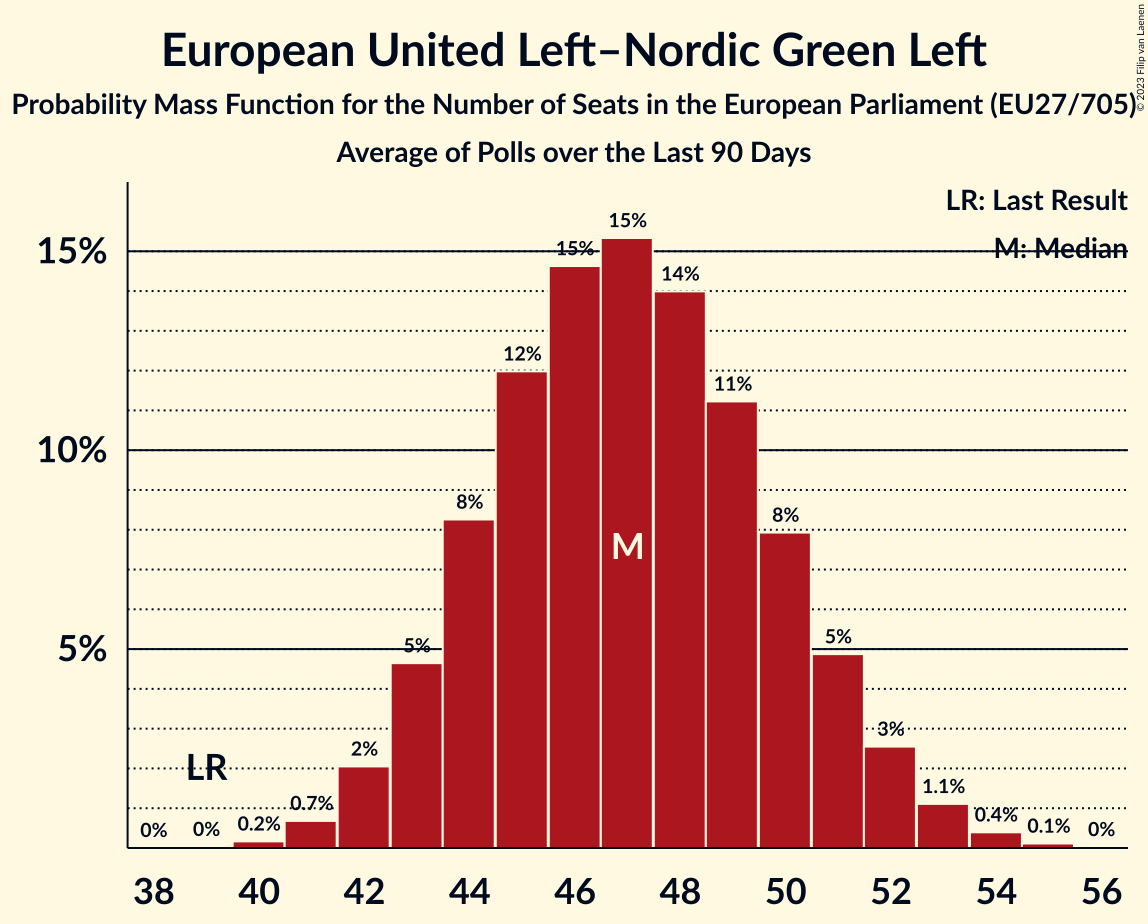 European United Left–Nordic Green Left
Probability Mass Function for the Number of Seats in the European Parliament (EU27/705)
Average of Polls over the Last 90 Days
© 2023 Filip van Laenen
LR: Last Result
M: Median
15%
10%
5%
0%
0%
0.2%
0.7%
2%
5%
8%
12%
15%
15%
14%
11%
8%
5%
3%
1.1%
0.4%
0.1%
0%
LR
M
38 40 42 44 46 48 50 52 54 56